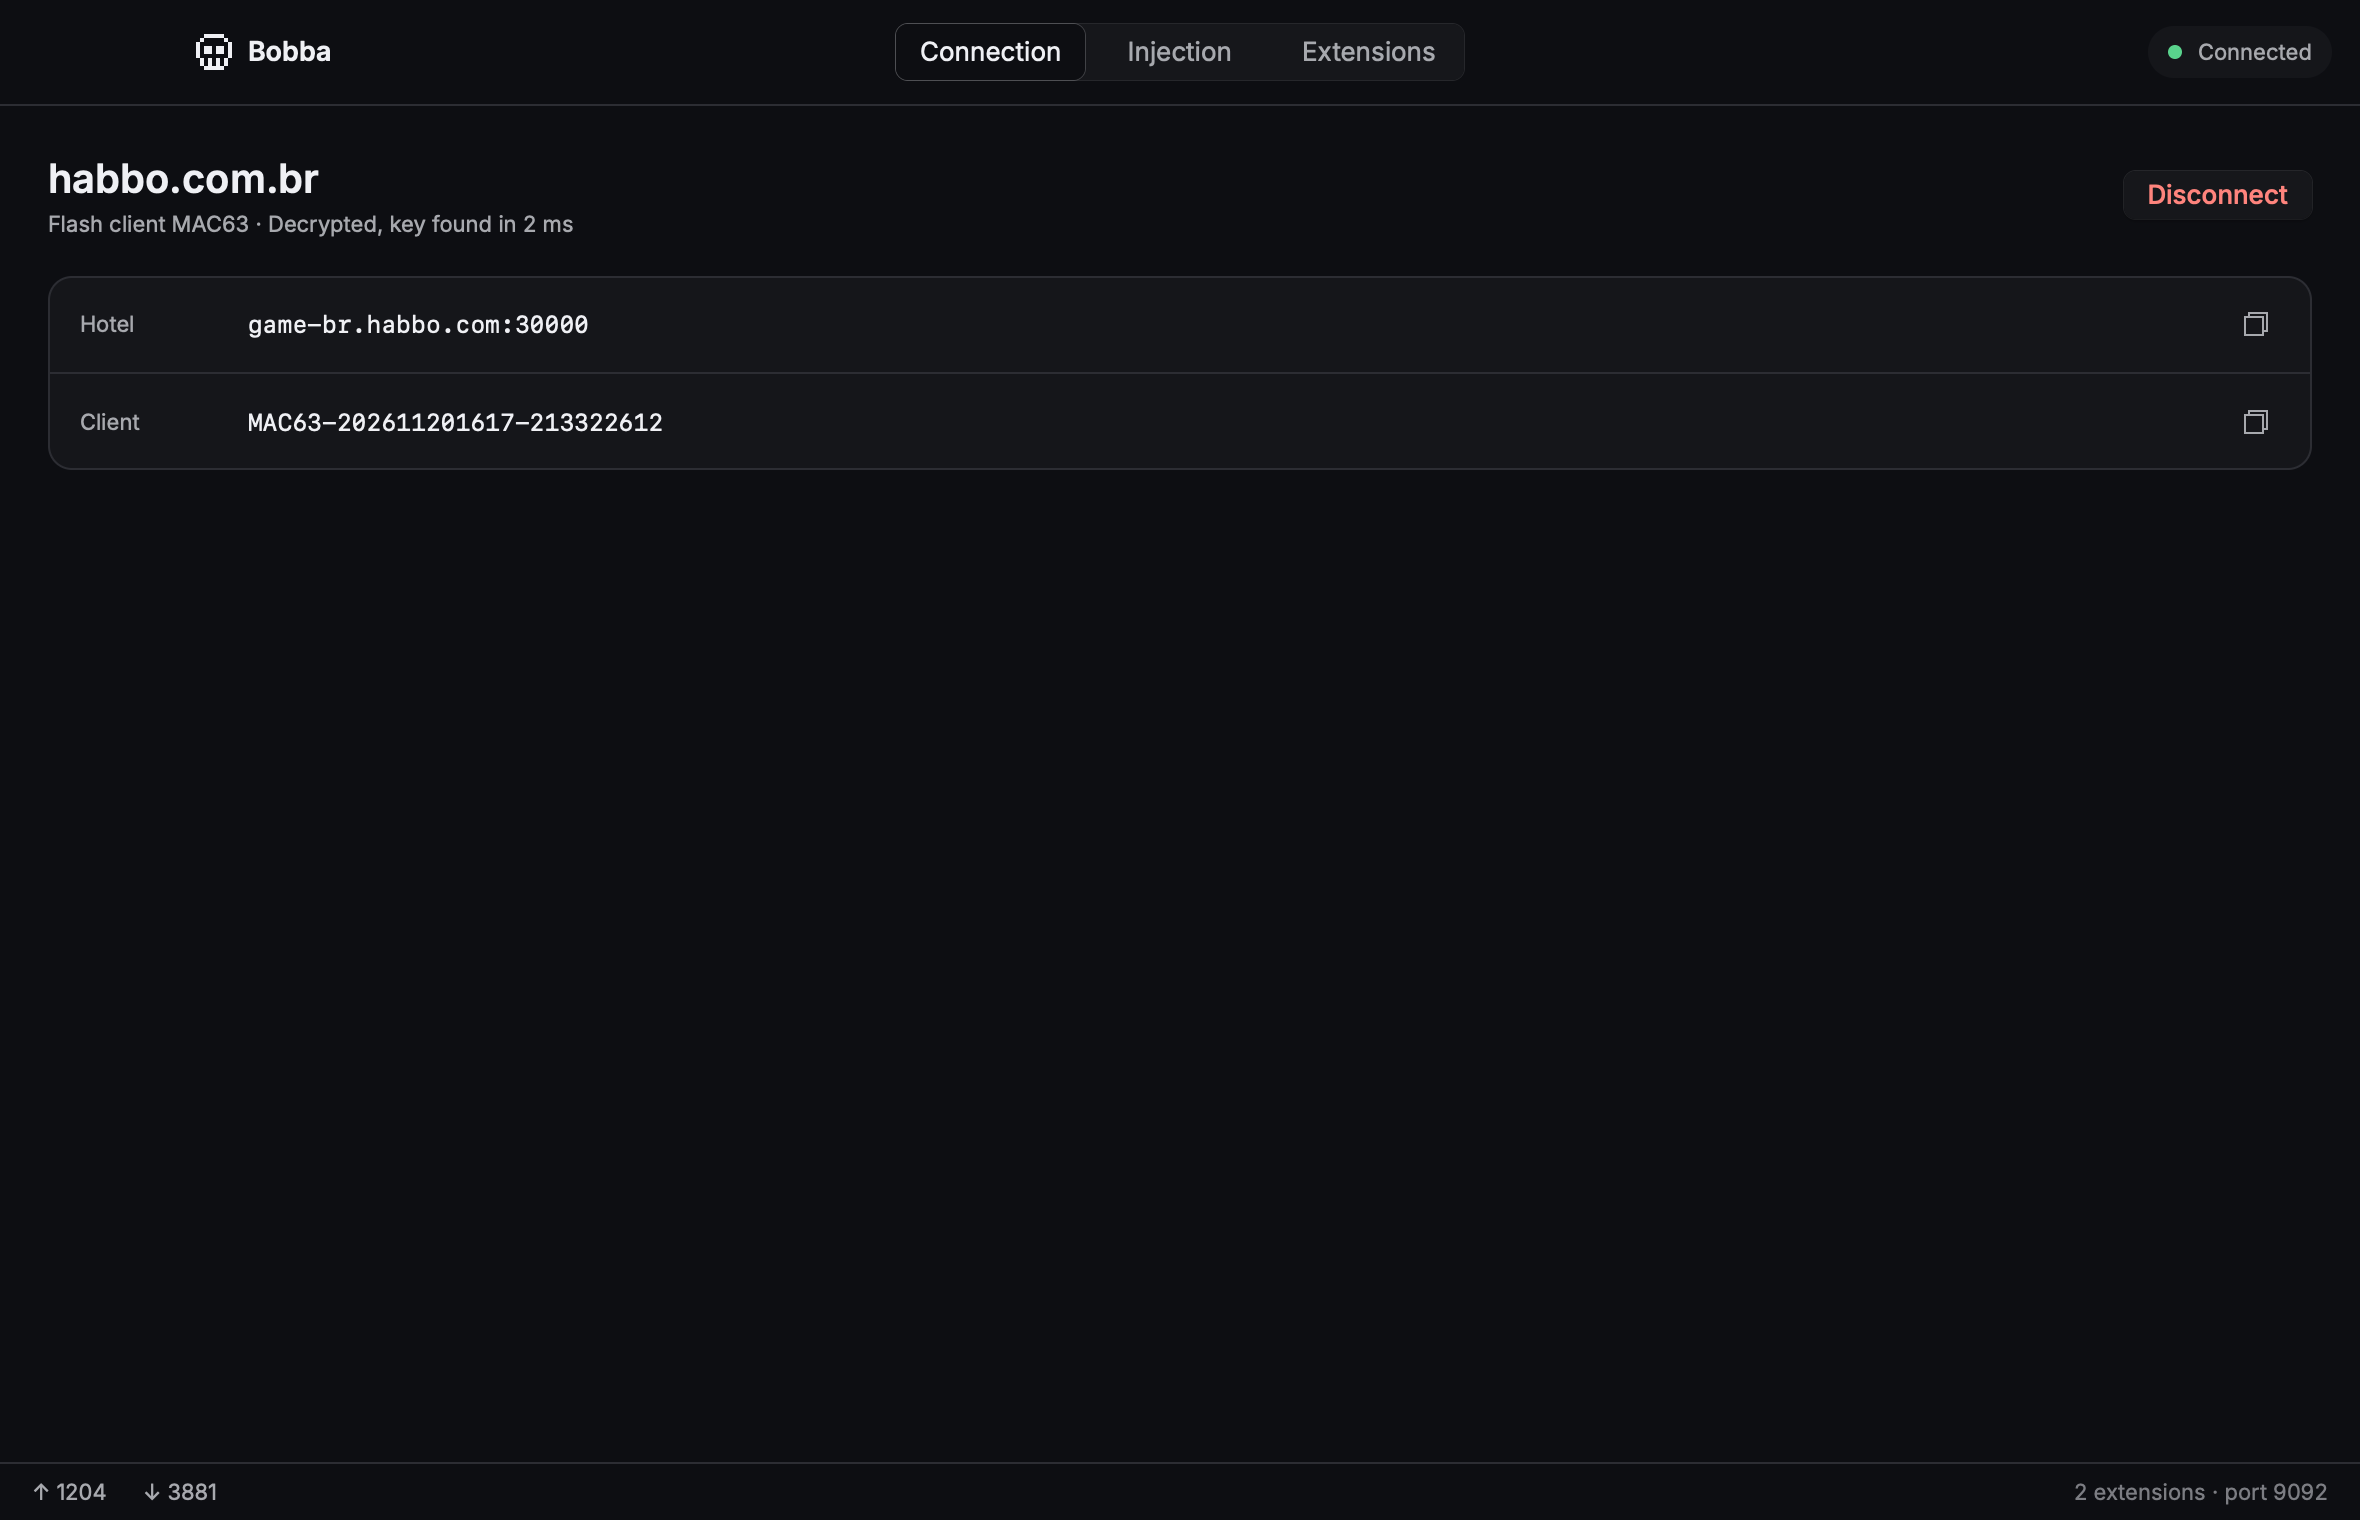 Bobba
Connection
Injection
Extensions
Connected
habbo.com.br
Flash client MAC63 · Decrypted, key found in 2 ms
Disconnect
Hotel
game-br.habbo.com:30000
Client
MAC63-202611201617-213322612
↑ 1204
↓ 3881
2 extensions · port 9092